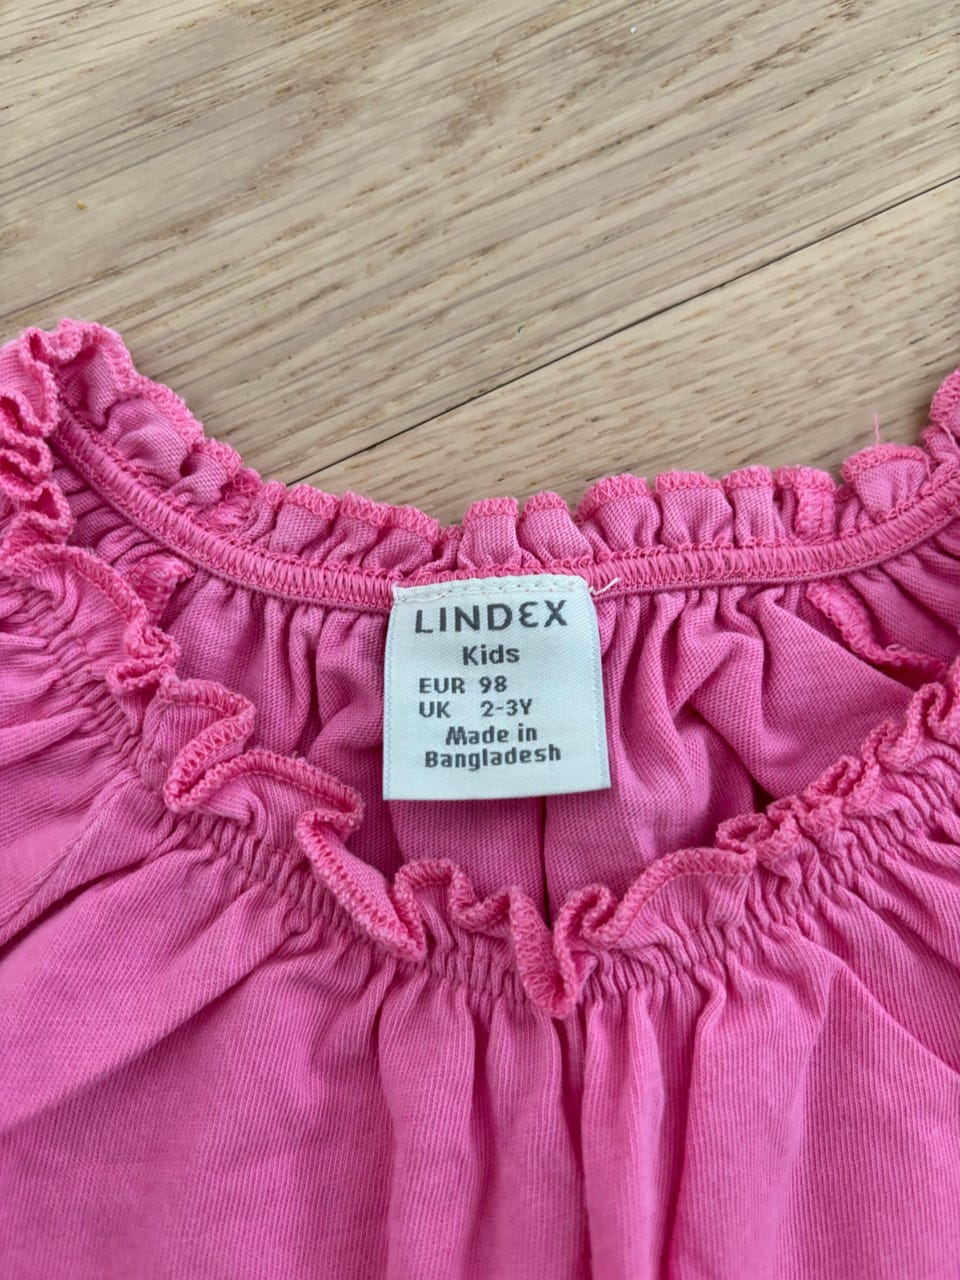 LINDEX
Kids
EUR 98
UK 2-3Y
Made in
Bangladesh